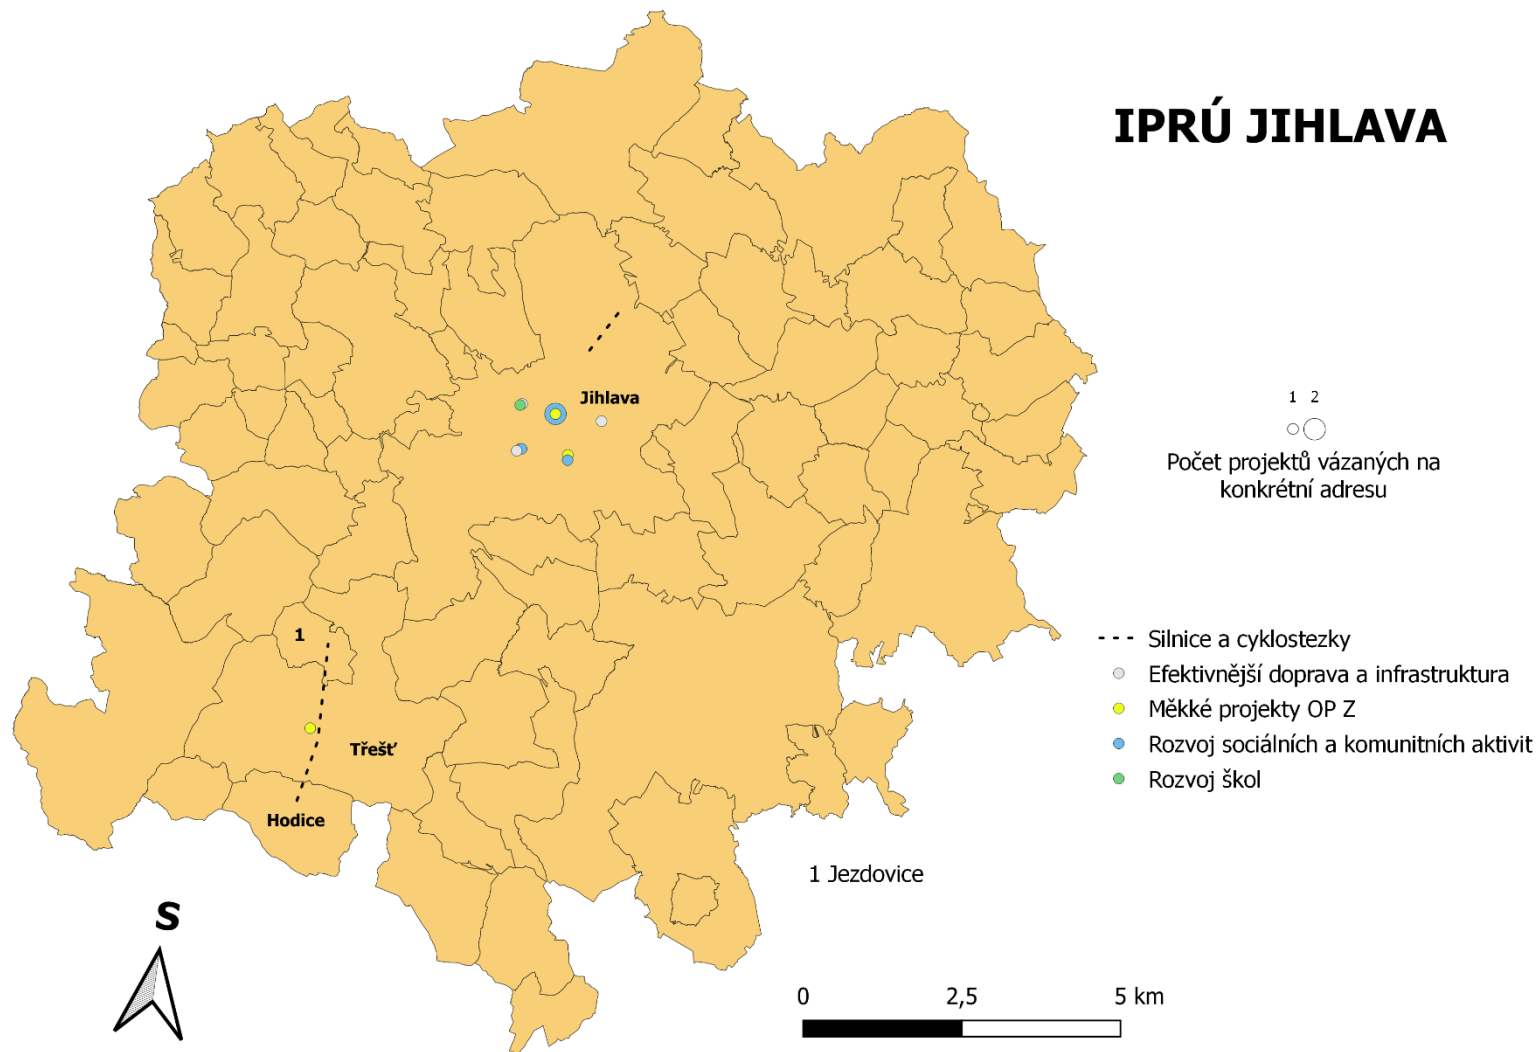 IPRÚ JIHLAVA
Jihlava
1 2
Počet projektů vázaných na
konkrétní adresu
1
Třešť
Hodice
Silnice a cyklostezky
Efektivnější doprava a infrastruktura
Měkké projekty OP Z
Rozvoj sociálních a komunitních aktivit
Rozvoj škol
1 Jezdovice
S
0 2,5 5 km